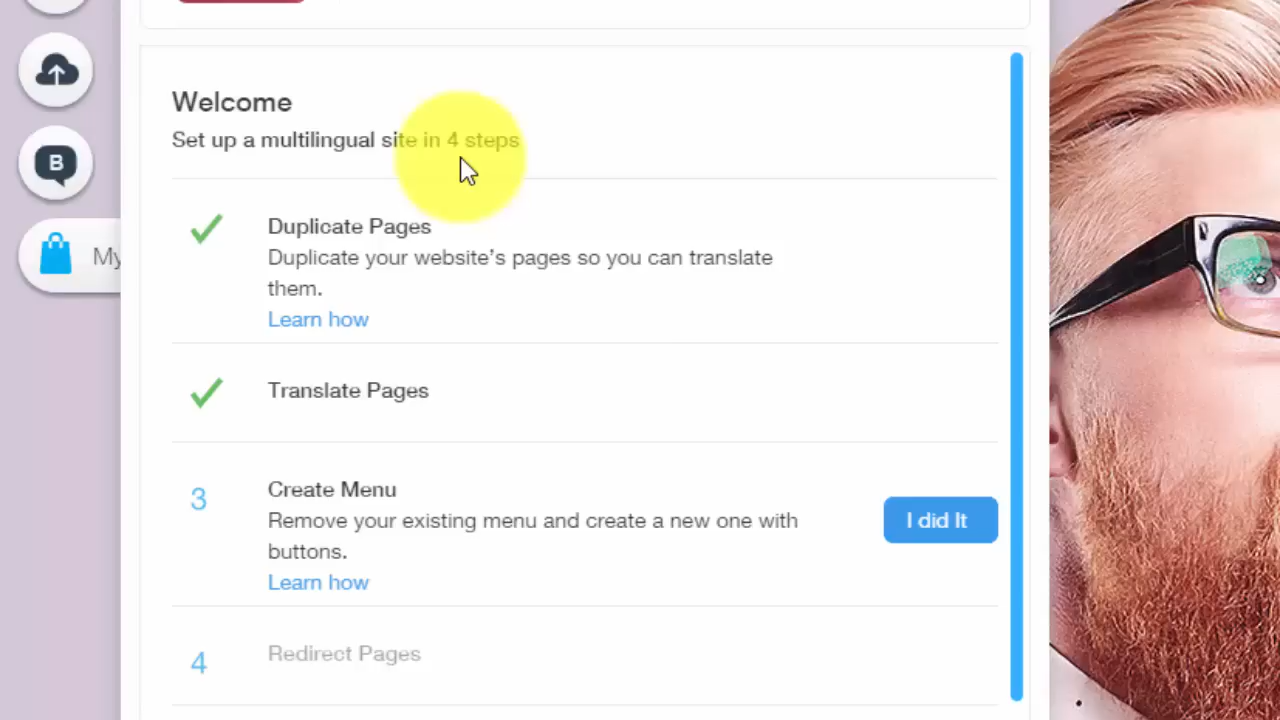 Welcome
Set up a multilingual site in 4 steps
Duplicate Pages
Duplicate your website's pages so you can translate
them.
Learn how
Translate Pages
3
Create Menu
Remove your existing menu and create a new one with
buttons.
Learn how
I did It
4
Redirect Pages
B
My